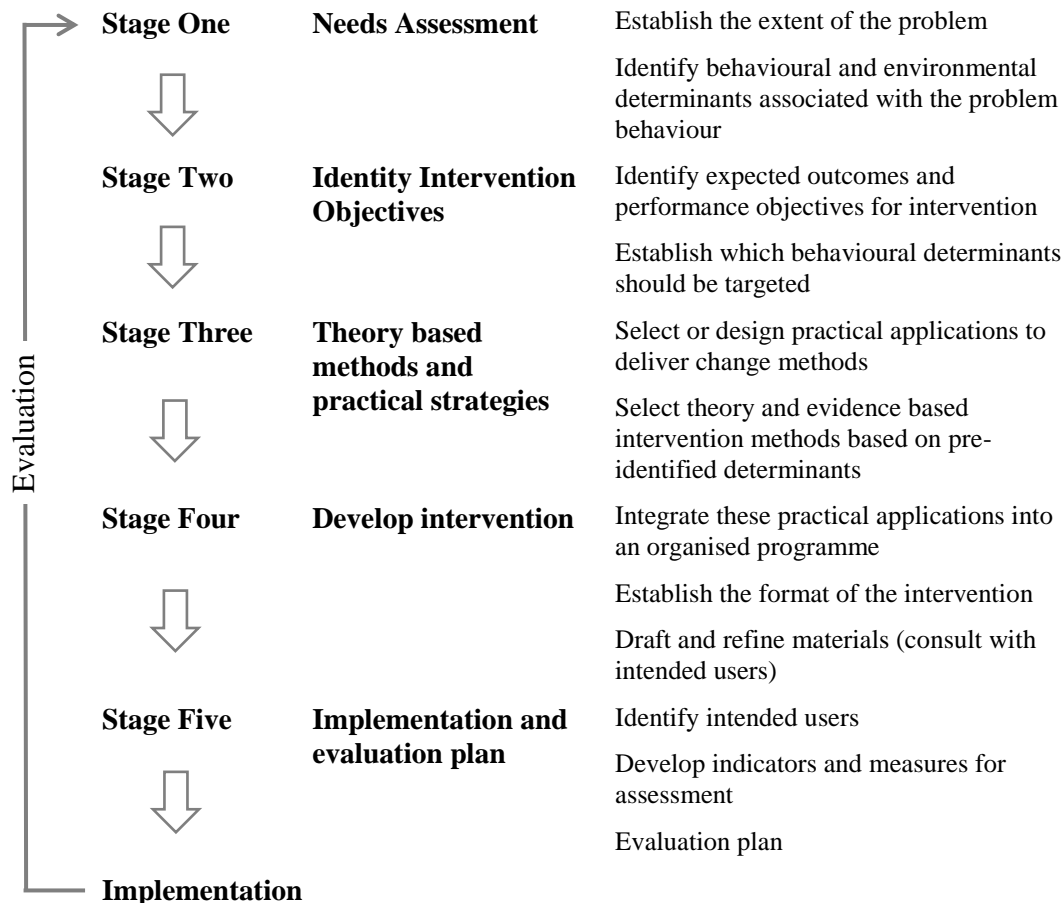 Stage One
Needs Assessment
Establish the extent of the problem
Identify behavioural and environmental
determinants associated with the problem
behaviour
Stage Two
Identity Intervention
Objectives
Identify expected outcomes and
performance objectives for intervention
Establish which behavioural determinants
should be targeted
Stage Three
Theory based
methods and
practical strategies
Select or design practical applications to
deliver change methods
Select theory and evidence based
intervention methods based on pre-
identified determinants
Stage Four
Develop intervention
Integrate these practical applications into
an organised programme
Establish the format of the intervention
Draft and refine materials (consult with
intended users)
Stage Five
Implementation and
evaluation plan
Identify intended users
Develop indicators and measures for
assessment
Evaluation plan
Implementation
Evaluation